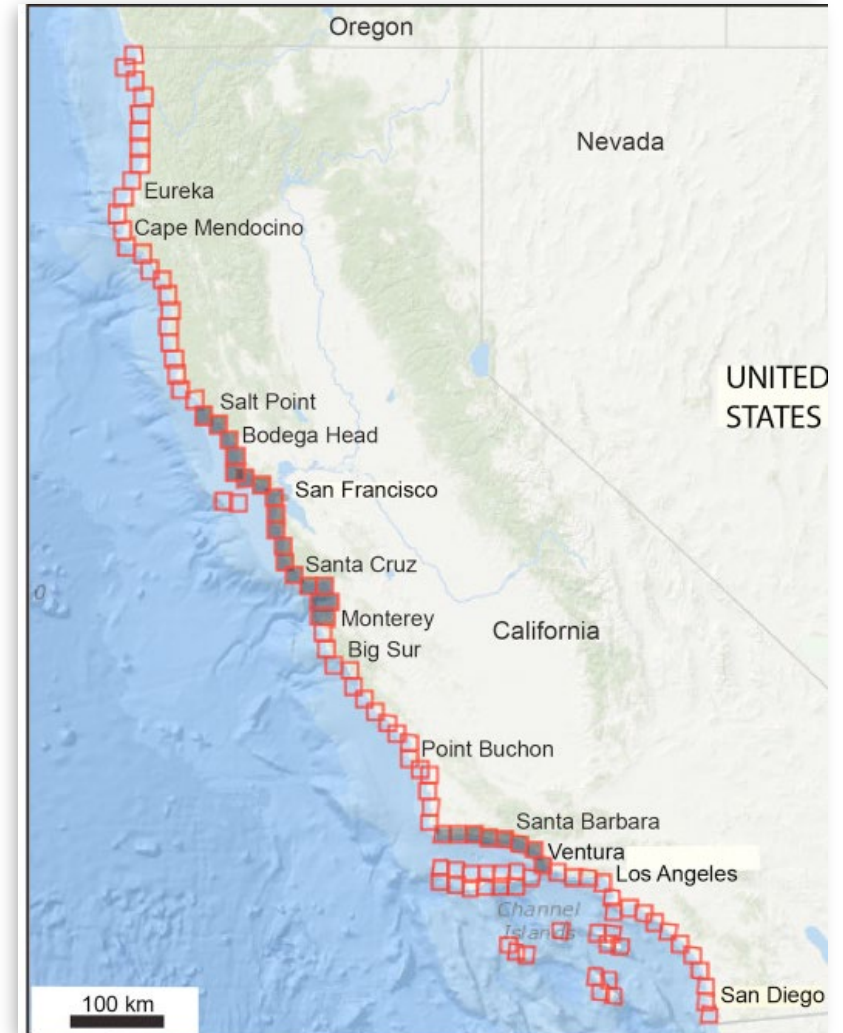 Oregon
Nevada
Eureka
Cape Mendocino
UNITED
STATES
Salt Point
Bodega Head
San Francisco
Santa Cruz
0
Monterey
California
Big Sur
Point Buchon
Santa Barbara
Ventura
Los Angeles
Channel
Islands
San Diego
100 km